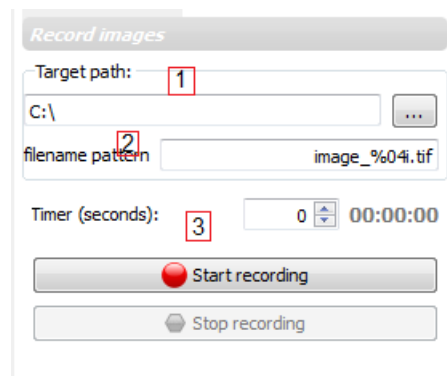 Record images
Target path:
1
C:\
...
2
filename pattern image_%04i.tif
Timer (seconds): 3 0 00:00:00
Start recording
Stop recording